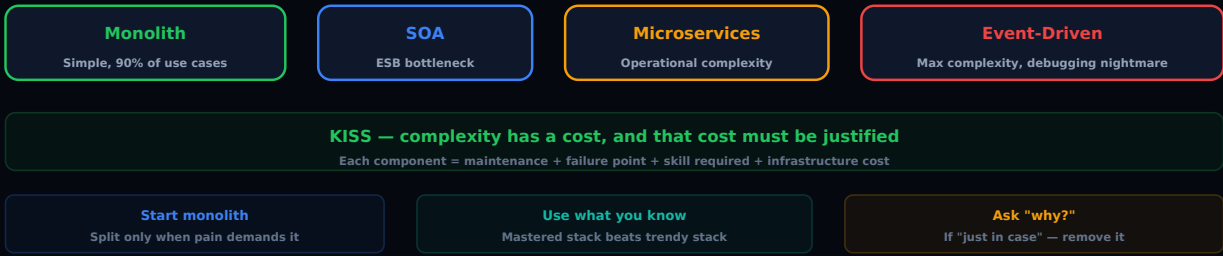 Monolith
Simple, 90% of use cases
SOA
ESB bottleneck
Microservices
Operational complexity
Event-Driven
Max complexity, debugging nightmare
KISS — complexity has a cost, and that cost must be justified
Each component = maintenance + failure point + skill required + infrastructure cost
Start monolith
Split only when pain demands it
Use what you know
Mastered stack beats trendy stack
Ask "why?"
If "just in case" — remove it